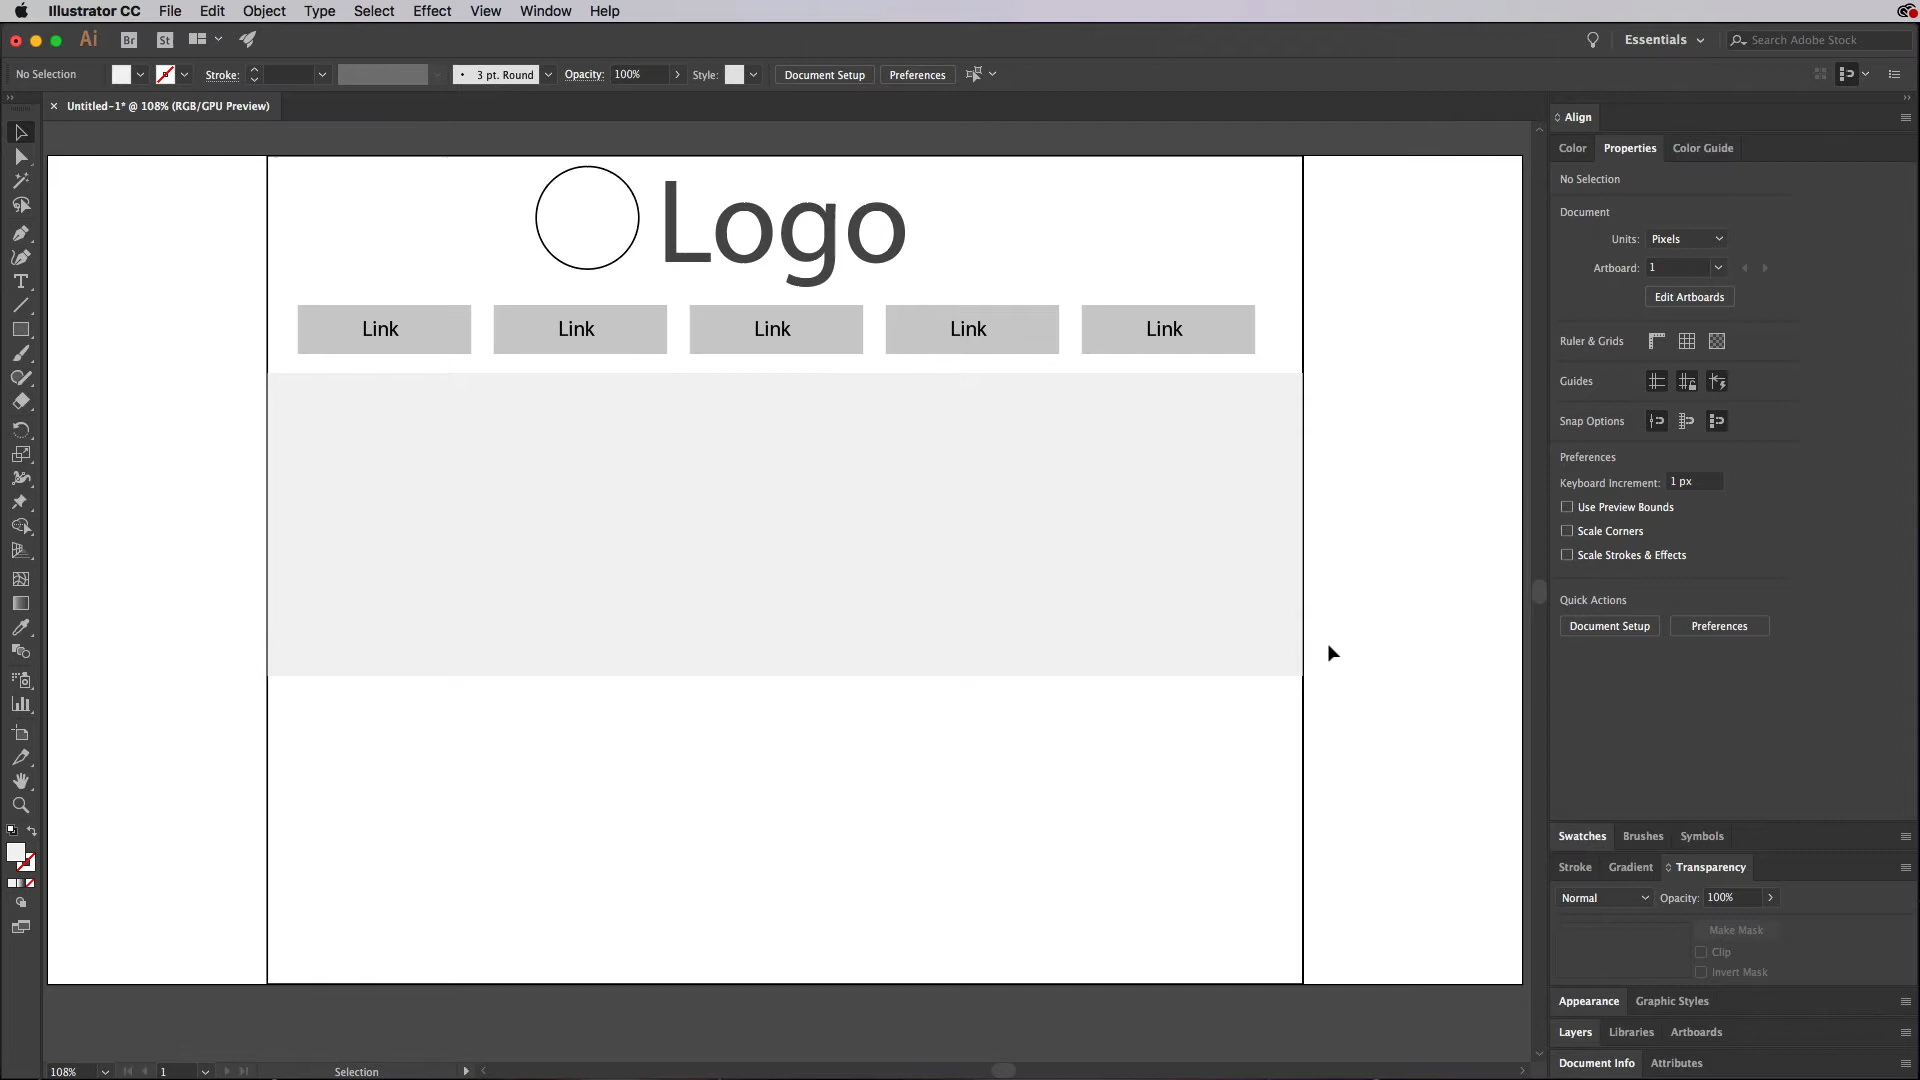 Illustrator CC File Edit Object Type Select Effect View Window Help
Ai Br St Essentials Search Adobe Stock
No Selection Stroke: 3 pt. Round Opacity: 100% Style: Document Setup Preferences
Untitled-1* @ 108% (RGB/GPU Preview)
Align
Color Properties Color Guide
No Selection
Document
Units: Pixels
Artboard: 1
Edit Artboards
Ruler & Grids
Guides
Snap Options
Preferences
Keyboard Increment: 1 px
Use Preview Bounds
Scale Corners
Scale Strokes & Effects
Quick Actions
Document Setup Preferences
Logo
Link Link Link Link Link
Swatches Brushes Symbols
Stroke Gradient Transparency
Normal Opacity: 100%
Make Mask
Clip
Invert Mask
Appearance Graphic Styles
Layers Libraries Artboards
Document Info Attributes
108% 1 Selection